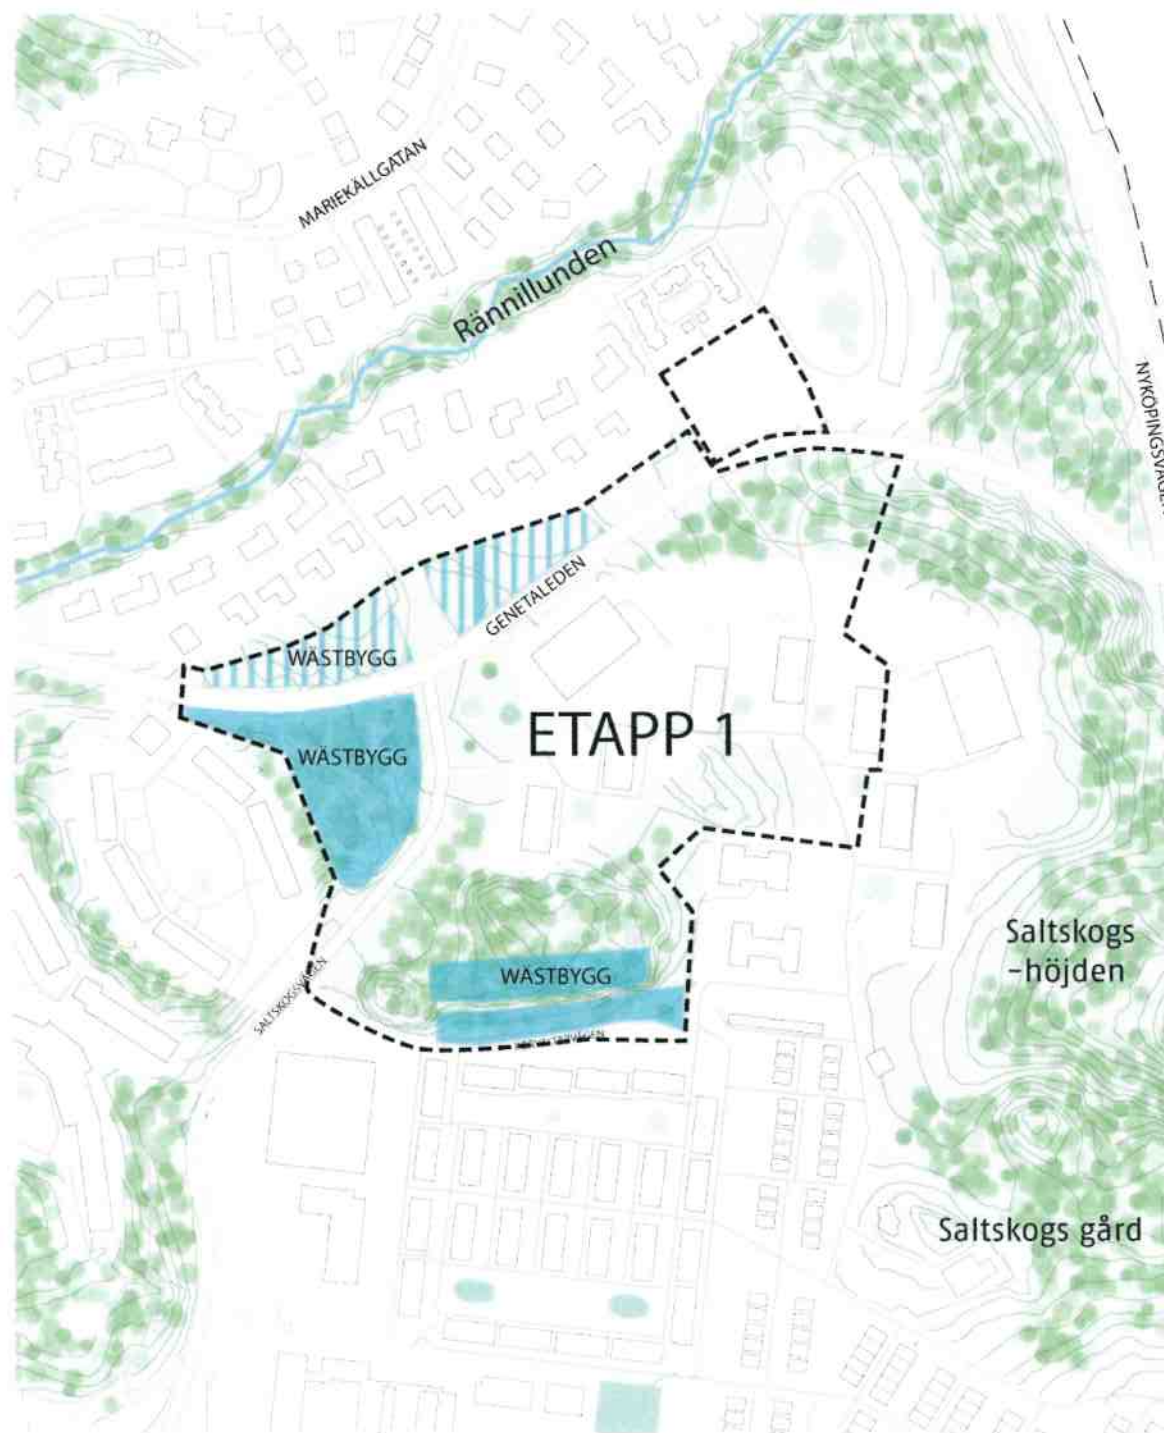 MARIEKÄLLGATAN
Rännillunden
NYKÖPINGSVÄGEN
GENETALEDEN
WÄSTBYGG
ETAPP 1
WÄSTBYGG
Saltskogs
-höjden
WÄSTBYGG
SALTSKOGSVÄGEN
Saltskogs gård